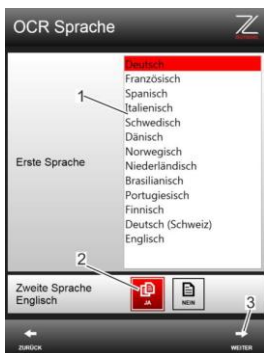 OCR Sprache
Deutsch
Französisch
Spanisch
1
Italienisch
Schwedisch
Dänisch
Norwegisch
Erste Sprache
Niederländisch
Brasilianisch
Portugiesisch
Finnisch
Deutsch (Schweiz)
Englisch
2
Zweite Sprache
Englisch
JA
NEIN
3
ZURÜCK
WEITER